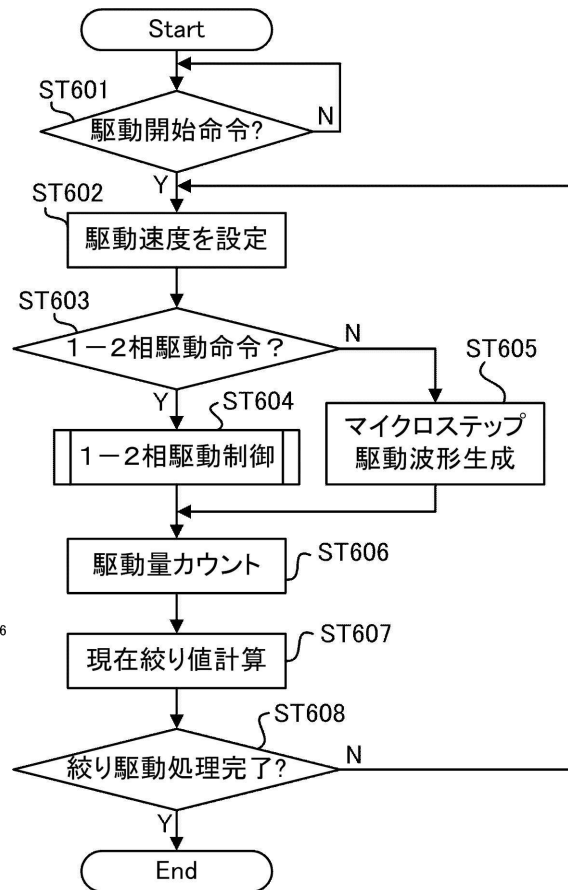 Start
ST601
駆動開始命令?
N
Y
ST602
駆動速度を設定
ST603
1-2相駆動命令?
N
Y
ST604
ST605
1-2相駆動制御
マイクロステップ
駆動波形生成
駆動量カウント
ST606
6
現在絞り値計算
ST607
ST608
絞り駆動処理完了?
N
Y
End